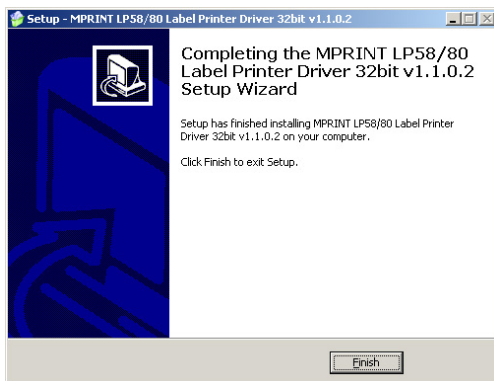 Setup - MPRINT LP58/80 Label Printer Driver 32bit v1.1.0.2
Completing the MPRINT LP58/80
Label Printer Driver 32bit v1.1.0.2
Setup Wizard
Setup has finished installing MPRINT LP58/80 Label Printer
Driver 32bit v1.1.0.2 on your computer.
Click Finish to exit Setup.
Finish